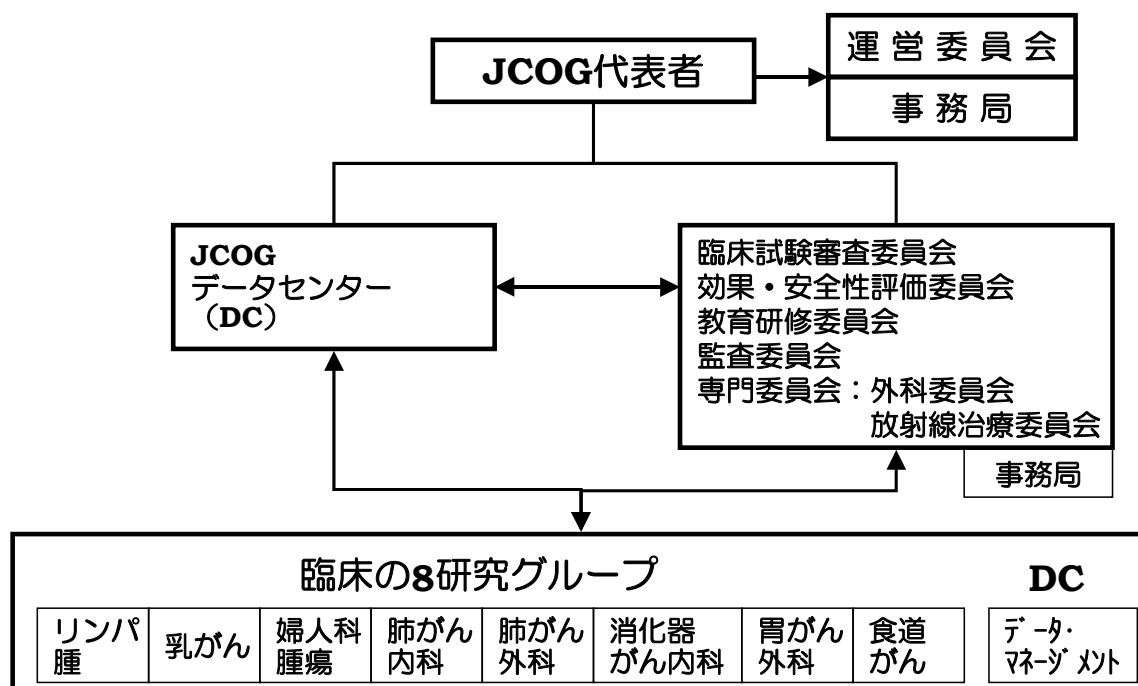 JCOG代表者
運営委員会
事務局
JCOG
データセンター
（DC）
臨床試験審査委員会
効果・安全性評価委員会
教育研修委員会
監査委員会
専門委員会：外科委員会
放射線治療委員会
事務局
臨床の8研究グループ
DC
リンパ
腫
乳がん
婦人科
腫瘍
肺がん
内科
肺がん
外科
消化器
がん内科
胃がん
外科
食道
がん
ﾃﾞｰﾀ･
ﾏﾈｰｼﾞﾒﾝﾄ